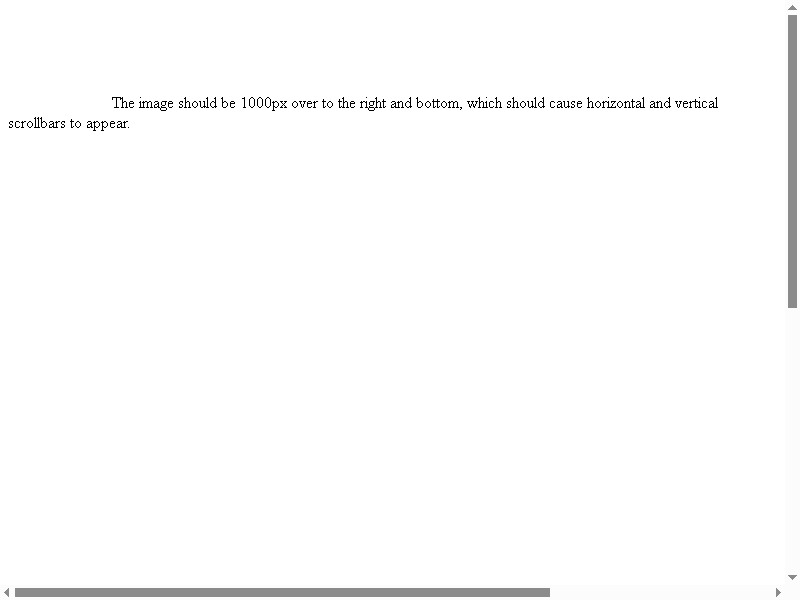 The image should be 1000px over to the right and bottom, which should cause horizontal and vertical
scrollbars to appear.